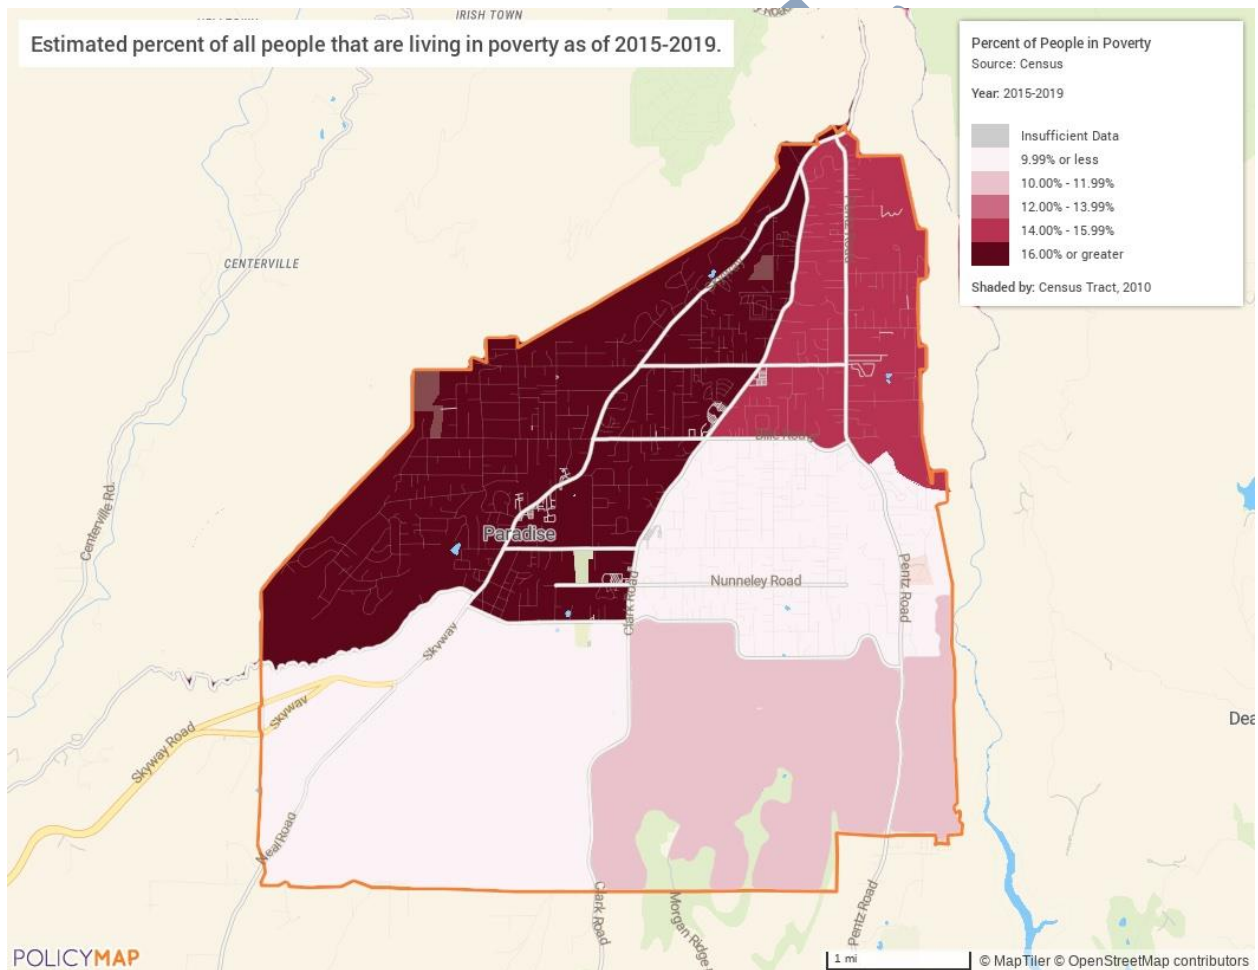 IRISH TOWN
Estimated percent of all people that are living in poverty as of 2015-2019.
Percent of People in Poverty
Source: Census
Year: 2015-2019
Insufficient Data
9.99% or less
10.00% - 11.99%
12.00% - 13.99%
14.00% - 15.99%
16.00% or greater
Shaded by: Census Tract, 2010
CENTERVILLE
Skyway
Centerville Rd.
Paradise
Nunneley Road
Pentz Road
Clark Road
Skyway
Skyway
Skyway Road
Dea
Neal Road
Clark Road
Morgan Ridge
Pentz Road
POLICYMAP
1 mi
© MapTiler © OpenStreetMap contributors